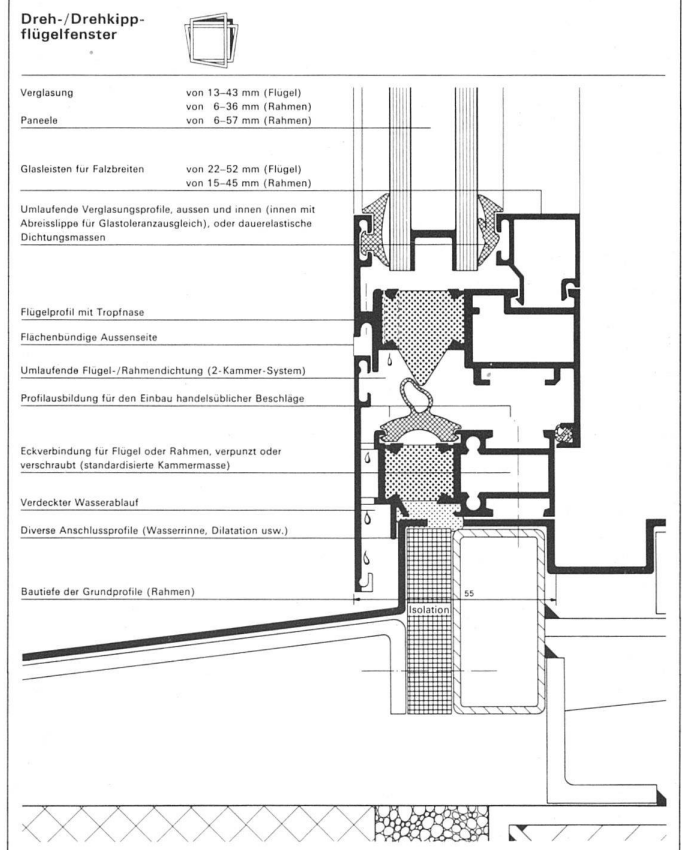 Dreh-/Drehkipp-
flügelfenster
Verglasung von 13–43 mm (Flügel)
von 6–36 mm (Rahmen)
Paneele von 6–57 mm (Rahmen)
Glasleisten für Falzbreiten von 22–52 mm (Flügel)
von 15–45 mm (Rahmen)
Umlaufende Verglasungsprofile, aussen und innen (innen mit
Abreisslippe für Glastoleranzausgleich), oder dauerelastische
Dichtungsmassen
Flügelprofil mit Tropfnase
Flächenbündige Aussenseite
Umlaufende Flügel-/Rahmendichtung (2-Kammer-System)
Profilausbildung für den Einbau handelsüblicher Beschläge
Eckverbindung für Flügel oder Rahmen, verpunzt oder
verschraubt (standardisierte Kammermasse)
Verdeckter Wasserablauf
Diverse Anschlussprofile (Wasserrinne, Dilatation usw.)
Bautiefe der Grundprofile (Rahmen)
55
Isolation